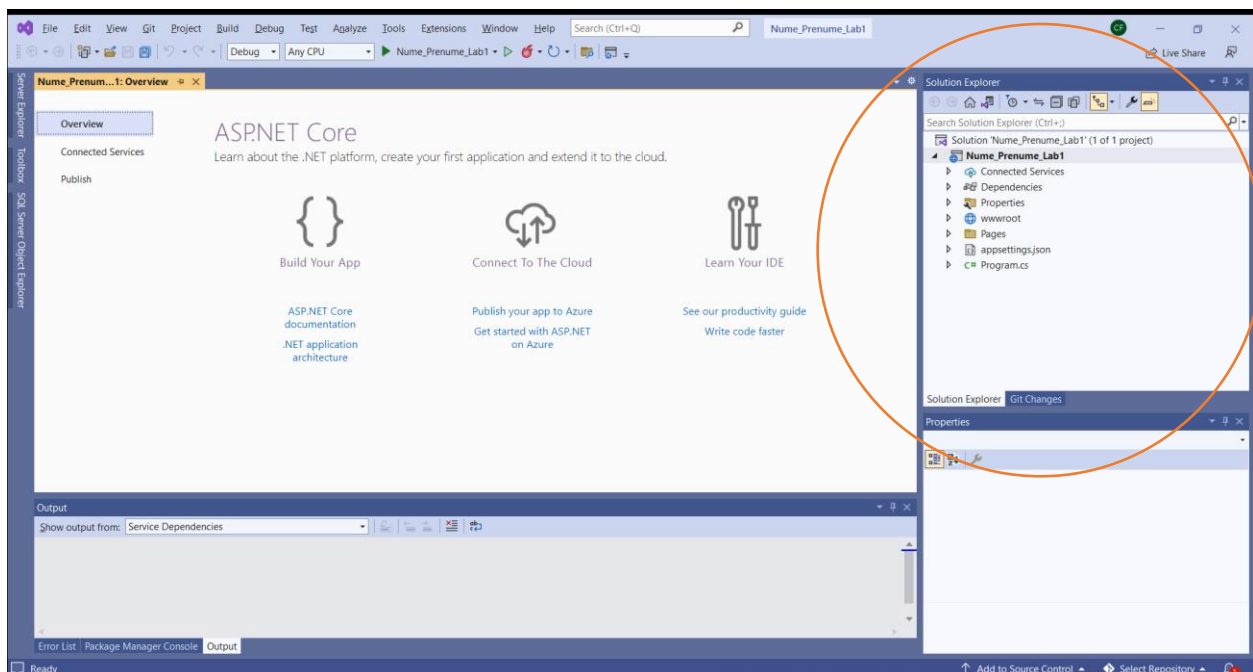 File Edit View Git Project Build Debug Test Analyze Tools Extensions Window Help Search (Ctrl+Q) Nume_Prenume_Lab1 CF
Debug Any CPU Nume_Prenume_Lab1 Live Share
Server Explorer
Toolbox
SQL Server Object Explorer
Nume_Prenum...1: Overview
Overview
Connected Services
Publish
ASP.NET Core
Learn about the .NET platform, create your first application and extend it to the cloud.
Build Your App
ASP.NET Core
documentation
.NET application
architecture
Connect To The Cloud
Publish your app to Azure
Get started with ASP.NET
on Azure
Learn Your IDE
See our productivity guide
Write code faster
Solution Explorer
Search Solution Explorer (Ctrl+;)
Solution 'Nume_Prenume_Lab1' (1 of 1 project)
Nume_Prenume_Lab1
Connected Services
Dependencies
Properties
wwwroot
Pages
appsettings.json
C# Program.cs
Solution Explorer Git Changes
Properties
Output
Show output from: Service Dependencies
Error List Package Manager Console Output
Ready Add to Source Control Select Repository